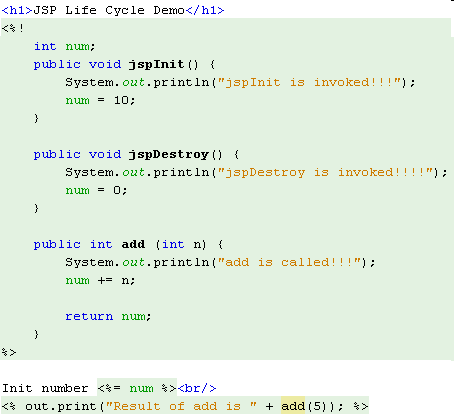 <h1>JSP Life Cycle Demo</h1>
<%!
    int num;
    public void jspInit() {
        System.out.println("jspInit is invoked!!!");
        num = 10;
    }

    public void jspDestroy() {
        System.out.println("jspDestroy is invoked!!!!");
        num = 0;
    }

    public int add (int n) {
        System.out.println("add is called!!!");
        num += n;

        return num;
    }
%>

Init number <%= num %><br/>
<% out.print("Result of add is " + add(5)); %>